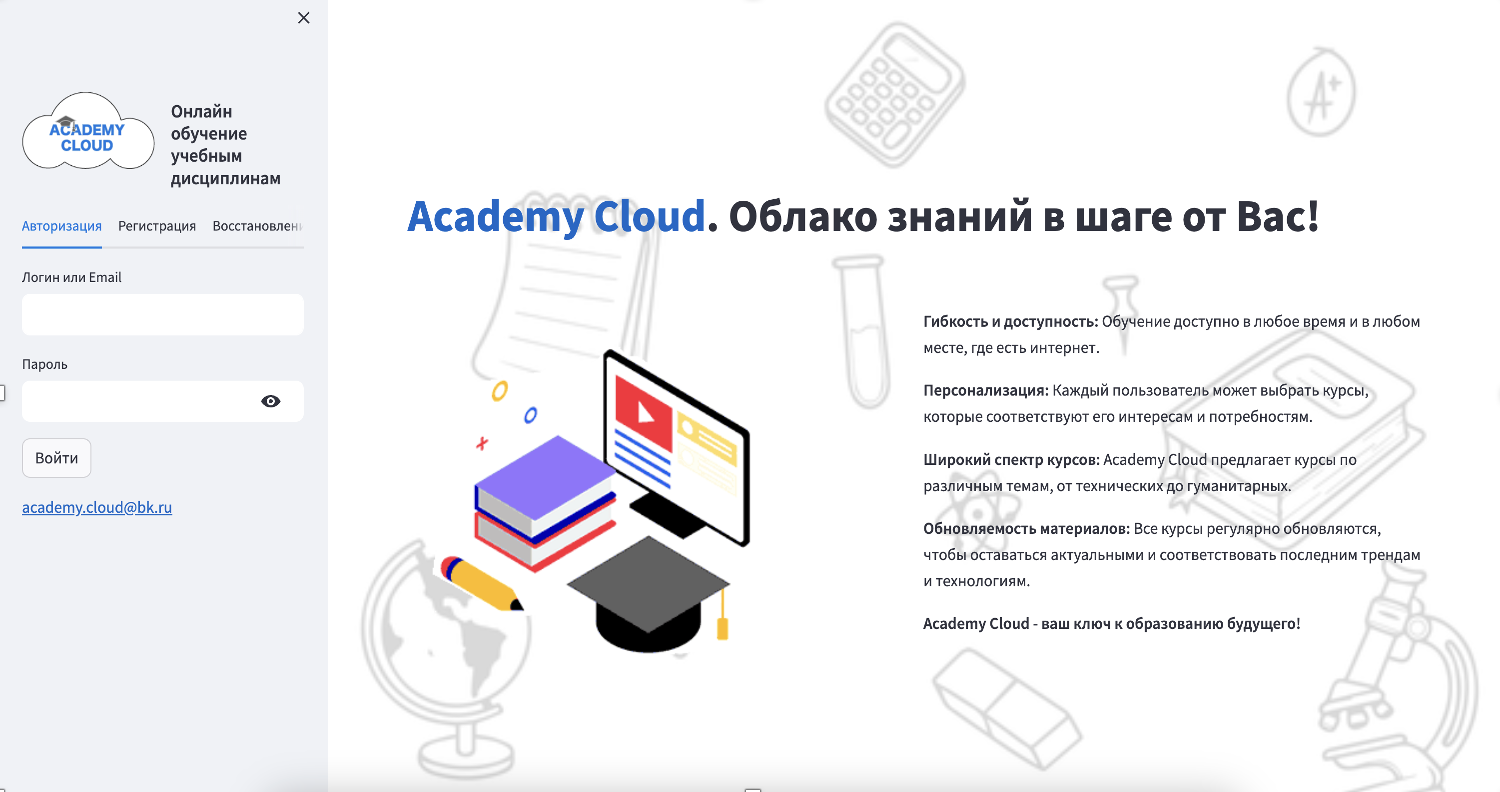 ACADEMY
CLOUD
Онлайн
обучение
учебным
дисциплинам
Авторизация Регистрация Восстановлен
Логин или Email
Пароль
Войти
academy.cloud@bk.ru
Academy Cloud. Облако знаний в шаге от Вас!
Гибкость и доступность: Обучение доступно в любое время и в любом
месте, где есть интернет.
Персонализация: Каждый пользователь может выбрать курсы,
которые соответствуют его интересам и потребностям.
Широкий спектр курсов: Academy Cloud предлагает курсы по
различным темам, от технических до гуманитарных.
Обновляемость материалов: Все курсы регулярно обновляются,
чтобы оставаться актуальными и соответствовать последним трендам
и технологиям.
Academy Cloud - ваш ключ к образованию будущего!
A+